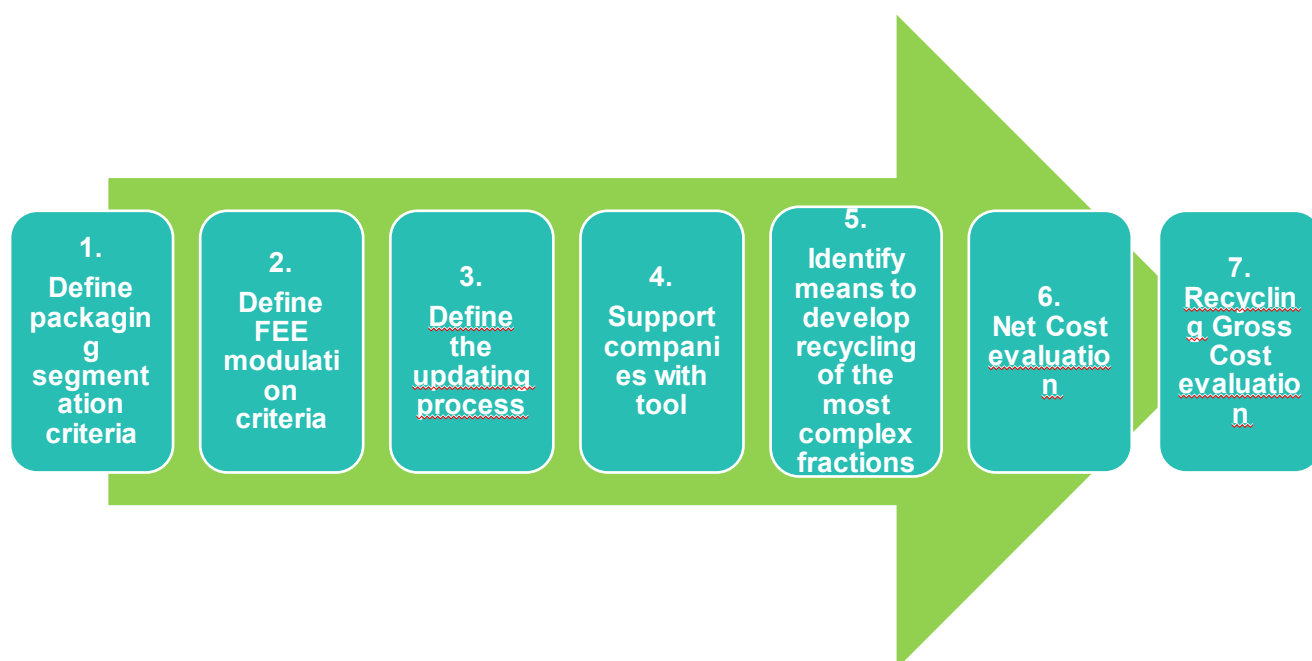 1.
Define
packagin
g
segment
ation
criteria
2.
Define
FEE
modulati
on
criteria
3.
Define
the
updating
process
4.
Support
compani
es with
tool
5.
Identify
means to
develop
recycling
of the
most
complex
fractions
6.
Net Cost
evaluatio
n
7.
Recyclin
g Gross
Cost
evaluatio
n